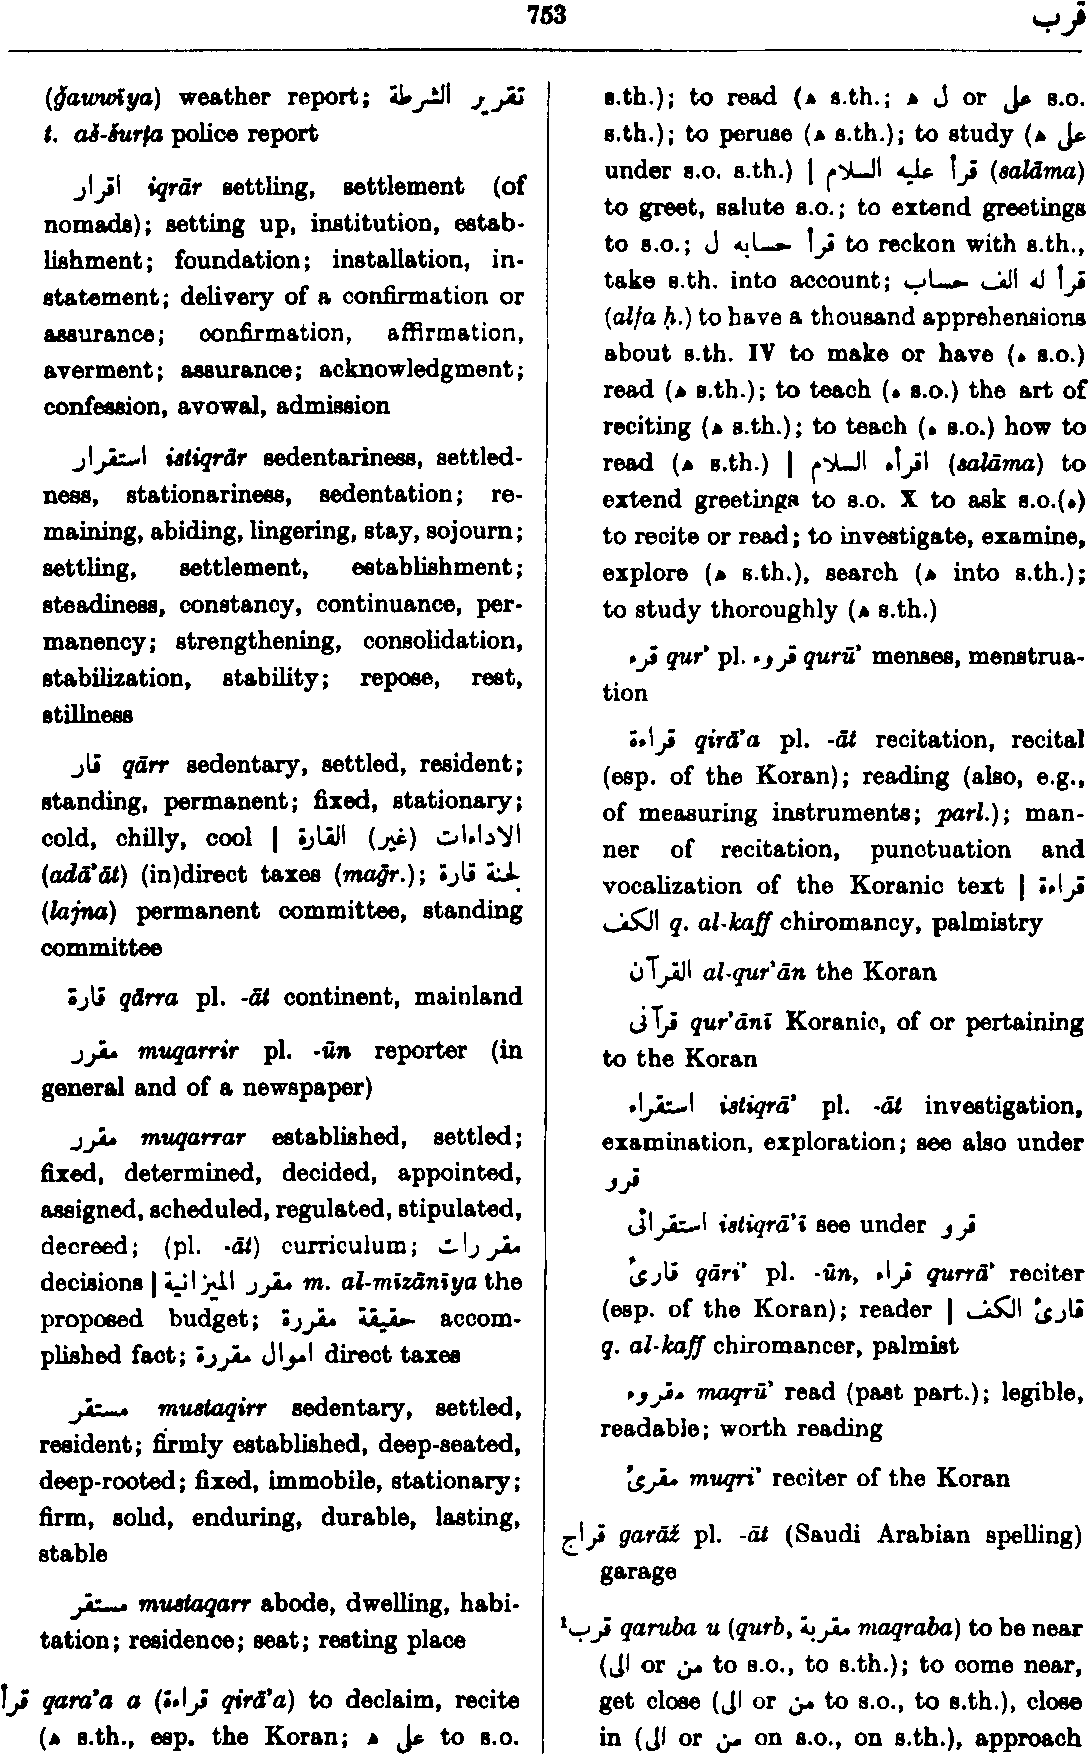 753
قرب
(ǧawwīya) weather report; تقرير الشرطة
t. aš-šurṭa police report
اقرار iqrār settling, settlement (of
nomads); setting up, institution, estab-
lishment; foundation; installation, in-
statement; delivery of a confirmation or
assurance; confirmation, affirmation,
averment; assurance; acknowledgment;
confession, avowal, admission
استقرار istiqrār sedentariness, settled-
ness, stationariness, sedentation; re-
maining, abiding, lingering, stay, sojourn;
settling, settlement, establishment;
steadiness, constancy, continuance, per-
manency; strengthening, consolidation,
stabilization, stability; repose, rest,
stillness
قار qārr sedentary, settled, resident;
standing, permanent; fixed, stationary;
cold, chilly, cool | الاداءات (غير) القارة
(adā'āt) (in)direct taxes (maǧr.); لجنة قارة
(lajna) permanent committee, standing
committee
قارة qārra pl. -āt continent, mainland
مقرر muqarrir pl. -ūn reporter (in
general and of a newspaper)
مقرر muqarrar established, settled;
fixed, determined, decided, appointed,
assigned, scheduled, regulated, stipulated,
decreed; (pl. -āt) curriculum; مقررات
decisions | مقرر الميزانية m. al-mīzānīya the
proposed budget; حقيقة مقررة accom-
plished fact; اموال مقررة direct taxes
مستقر mustaqirr sedentary, settled,
resident; firmly established, deep-seated,
deep-rooted; fixed, immobile, stationary;
firm, solid, enduring, durable, lasting,
stable
مستقر mustaqarr abode, dwelling, habi-
tation; residence; seat; resting place
قرأ qara'a a (قراءة qirā'a) to declaim, recite
(ه s.th., esp. the Koran; ه على to s.o.
s.th.); to read (ه s.th.; ه ل or على s.o.
s.th.); to peruse (ه s.th.); to study (ه على
under s.o. s.th.) | قرأ عليه السلام (salāma)
to greet, salute s.o.; to extend greetings
to s.o.; قرأ حسابه ل to reckon with s.th.,
take s.th. into account; قرأ له الف حساب
(alfa ḥ.) to have a thousand apprehensions
about s.th. IV to make or have (ه s.o.)
read (ه s.th.); to teach (ه s.o.) the art of
reciting (ه s.th.); to teach (ه s.o.) how to
read (ه s.th.) | اقرأه السلام (salāma) to
extend greetings to s.o. X to ask s.o.(ه)
to recite or read; to investigate, examine,
explore (ه s.th.), search (ه into s.th.);
to study thoroughly (ه s.th.)
قرء qur' pl. قروء qurū' menses, menstrua-
tion
قراءة qirā'a pl. -āt recitation, recital
(esp. of the Koran); reading (also, e.g.,
of measuring instruments; parl.); man-
ner of recitation, punctuation and
vocalization of the Koranic text | قراءة
الكف q. al-kaff chiromancy, palmistry
القرآن al-qur'ān the Koran
قرآنى qur'ānī Koranic, of or pertaining
to the Koran
استقراء istiqrā' pl. -āt investigation,
examination, exploration; see also under
قرو
استقرائى istiqrā'ī see under قرو
قارئ qāri' pl. -ūn, قراء qurrā' reciter
(esp. of the Koran); reader | قارئ الكف
q. al-kaff chiromancer, palmist
مقروء maqrū' read (past part.); legible,
readable; worth reading
مقرئ muqri' reciter of the Koran
قراج garāž pl. -āt (Saudi Arabian spelling)
garage
¹قرب qaruba u (qurb, مقربة maqraba) to be near
(الى or من to s.o., to s.th.); to come near,
get close (الى or من to s.o., to s.th.), close
in (الى or من on s.o., on s.th.), approach